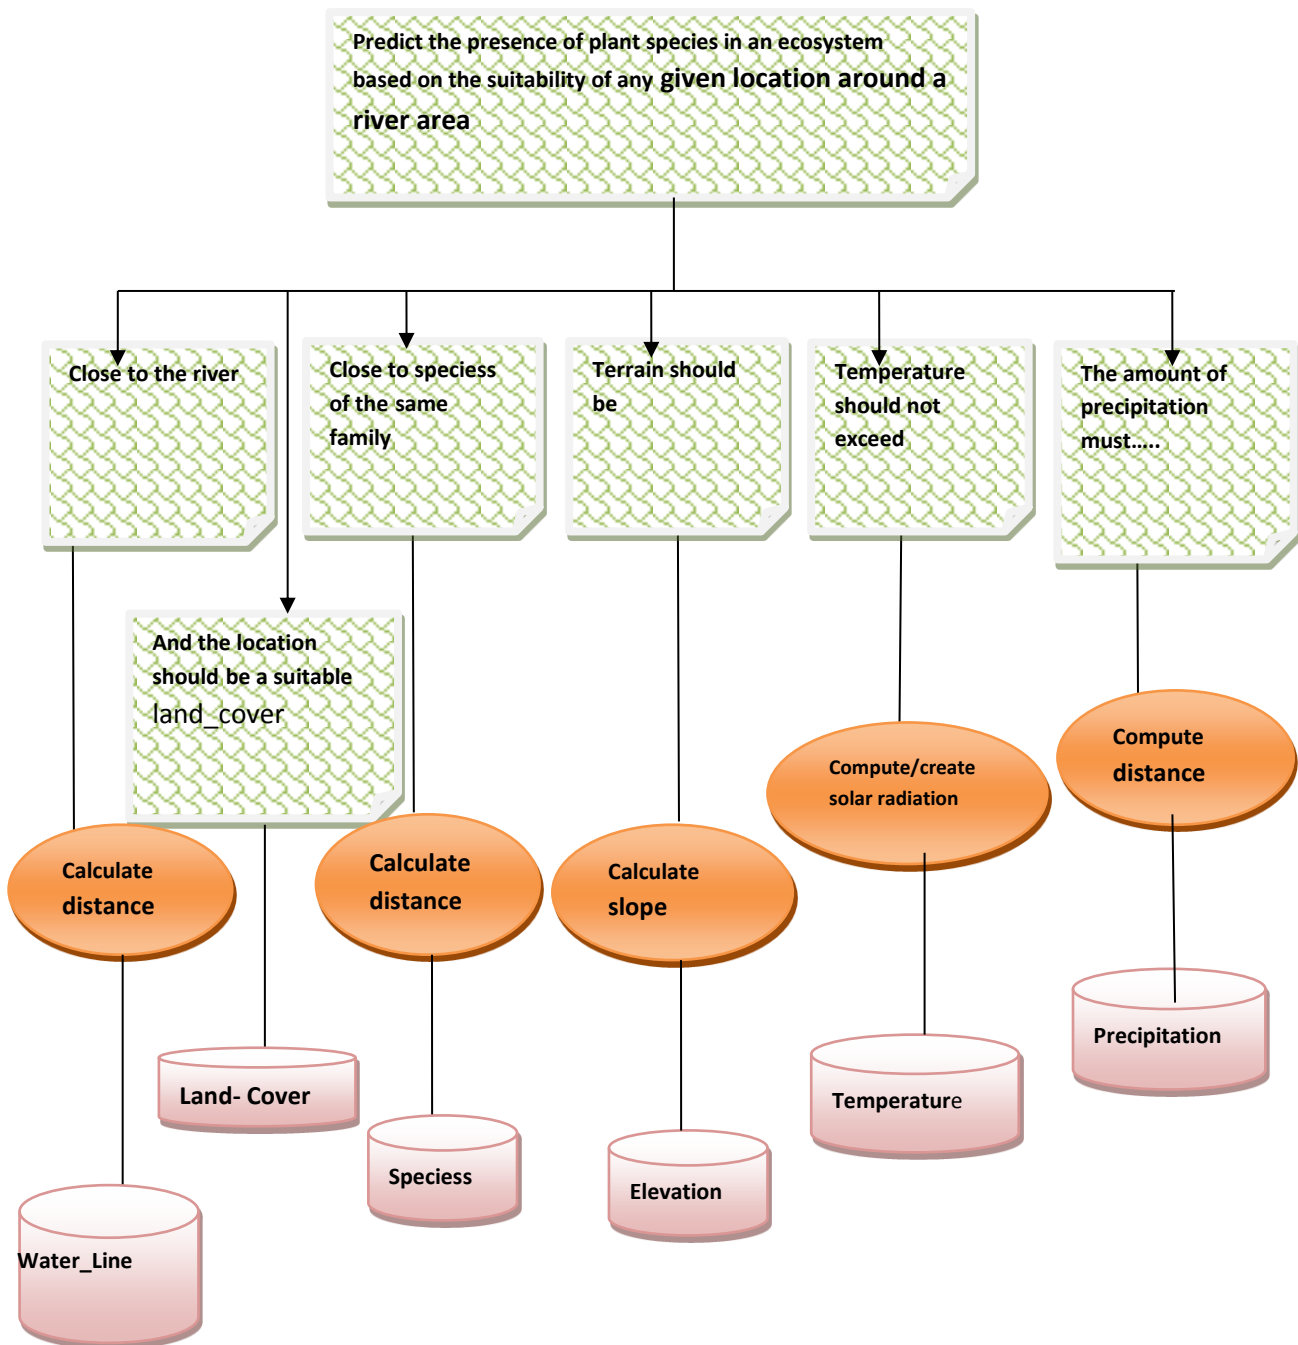 Predict the presence of plant species in an ecosystem
based on the suitability of any given location around a
river area
Close to the river
Close to speciess
of the same
family
Terrain should
be
Temperature
should not
exceed
The amount of
precipitation
must…..
And the location
should be a suitable
land_cover
Calculate
distance
Calculate
distance
Calculate
slope
Compute/create
solar radiation
Compute
distance
Water_Line
Land- Cover
Speciess
Elevation
Temperature
Precipitation